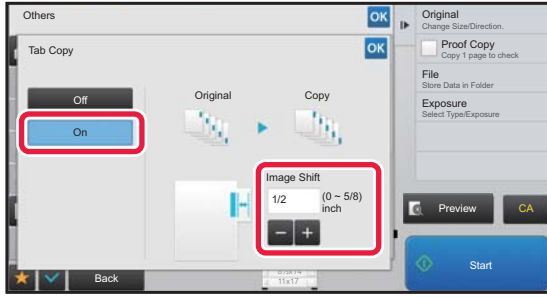 Others
OK
Tab Copy
OK
Off
On
Original
Copy
Image Shift
1/2
(0 ~ 5/8)
inch
Back
11x17
Original
Change Size/Direction.
Proof Copy
Copy 1 page to check
File
Store Data in Folder
Exposure
Select Type/Exposure
Preview
CA
Start